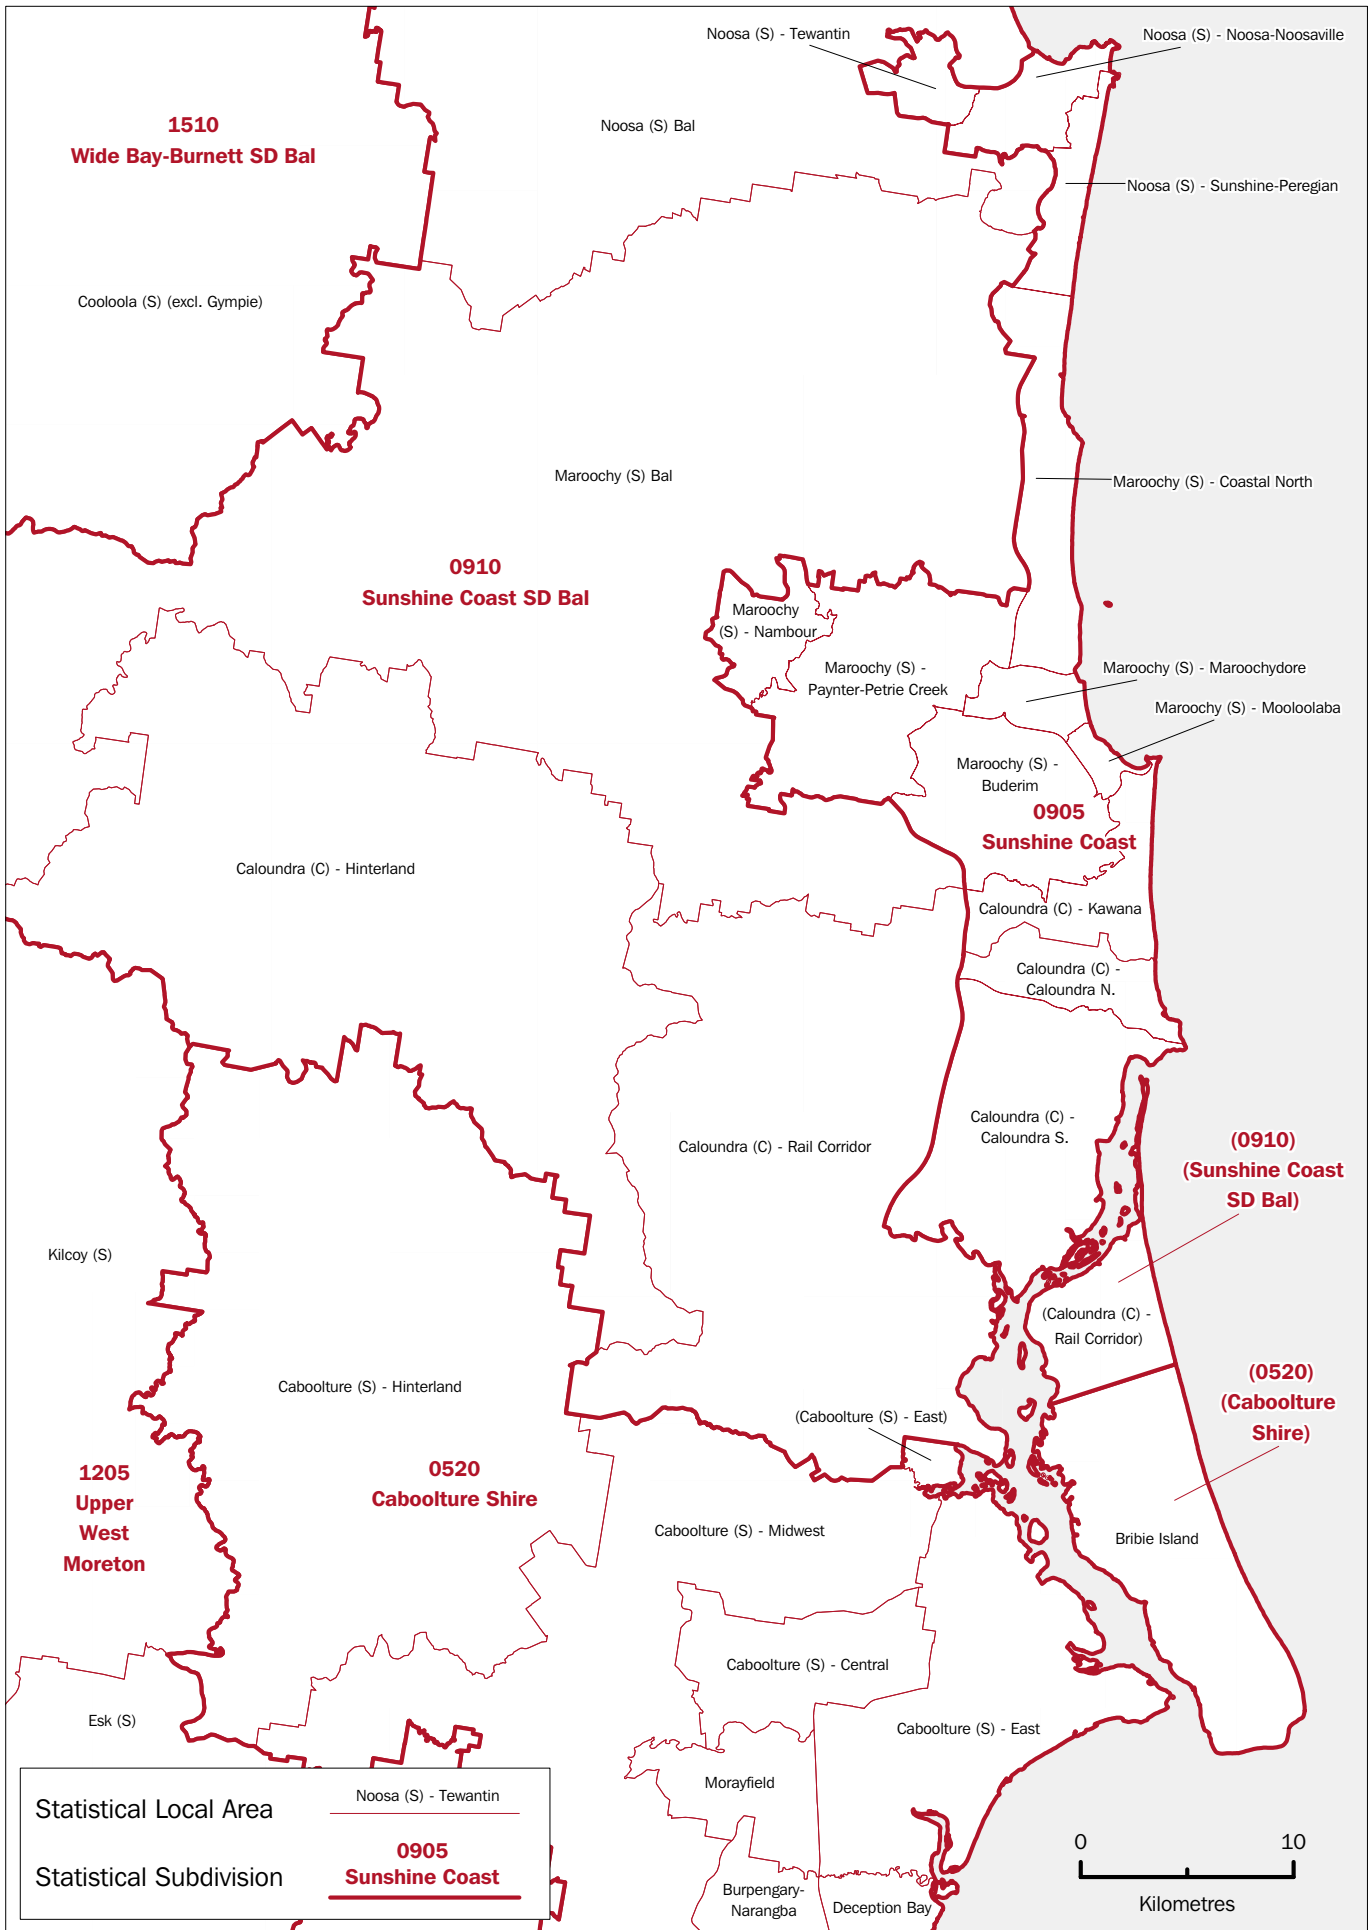 Noosa (S) - Tewantin
Noosa (S) - Noosa-Noosaville
1510
Wide Bay-Burnett SD Bal
Noosa (S) Bal
Noosa (S) - Sunshine-Peregian
Cooloola (S) (excl. Gympie)
Maroochy (S) Bal
Maroochy (S) - Coastal North
0910
Sunshine Coast SD Bal
Maroochy
(S) - Nambour
Maroochy (S) -
Paynter-Petrie Creek
Maroochy (S) - Maroochydore
Maroochy (S) - Mooloolaba
Maroochy (S) -
Buderim
0905
Sunshine Coast
Caloundra (C) - Hinterland
Caloundra (C) - Kawana
Caloundra (C) -
Caloundra N.
Caloundra (C) -
Caloundra S.
Caloundra (C) - Rail Corridor
(0910)
(Sunshine Coast
SD Bal)
Kilcoy (S)
(Caloundra (C) -
Rail Corridor)
Caboolture (S) - Hinterland
(0520)
(Caboolture
Shire)
(Caboolture (S) - East)
1205
Upper
West
Moreton
0520
Caboolture Shire
Caboolture (S) - Midwest
Bribie Island
Caboolture (S) - Central
Esk (S)
Caboolture (S) - East
Morayfield
Burpengary-
Narangba
Deception Bay
Statistical Local Area
Noosa (S) - Tewantin
Statistical Subdivision
0905
Sunshine Coast
0 10
Kilometres